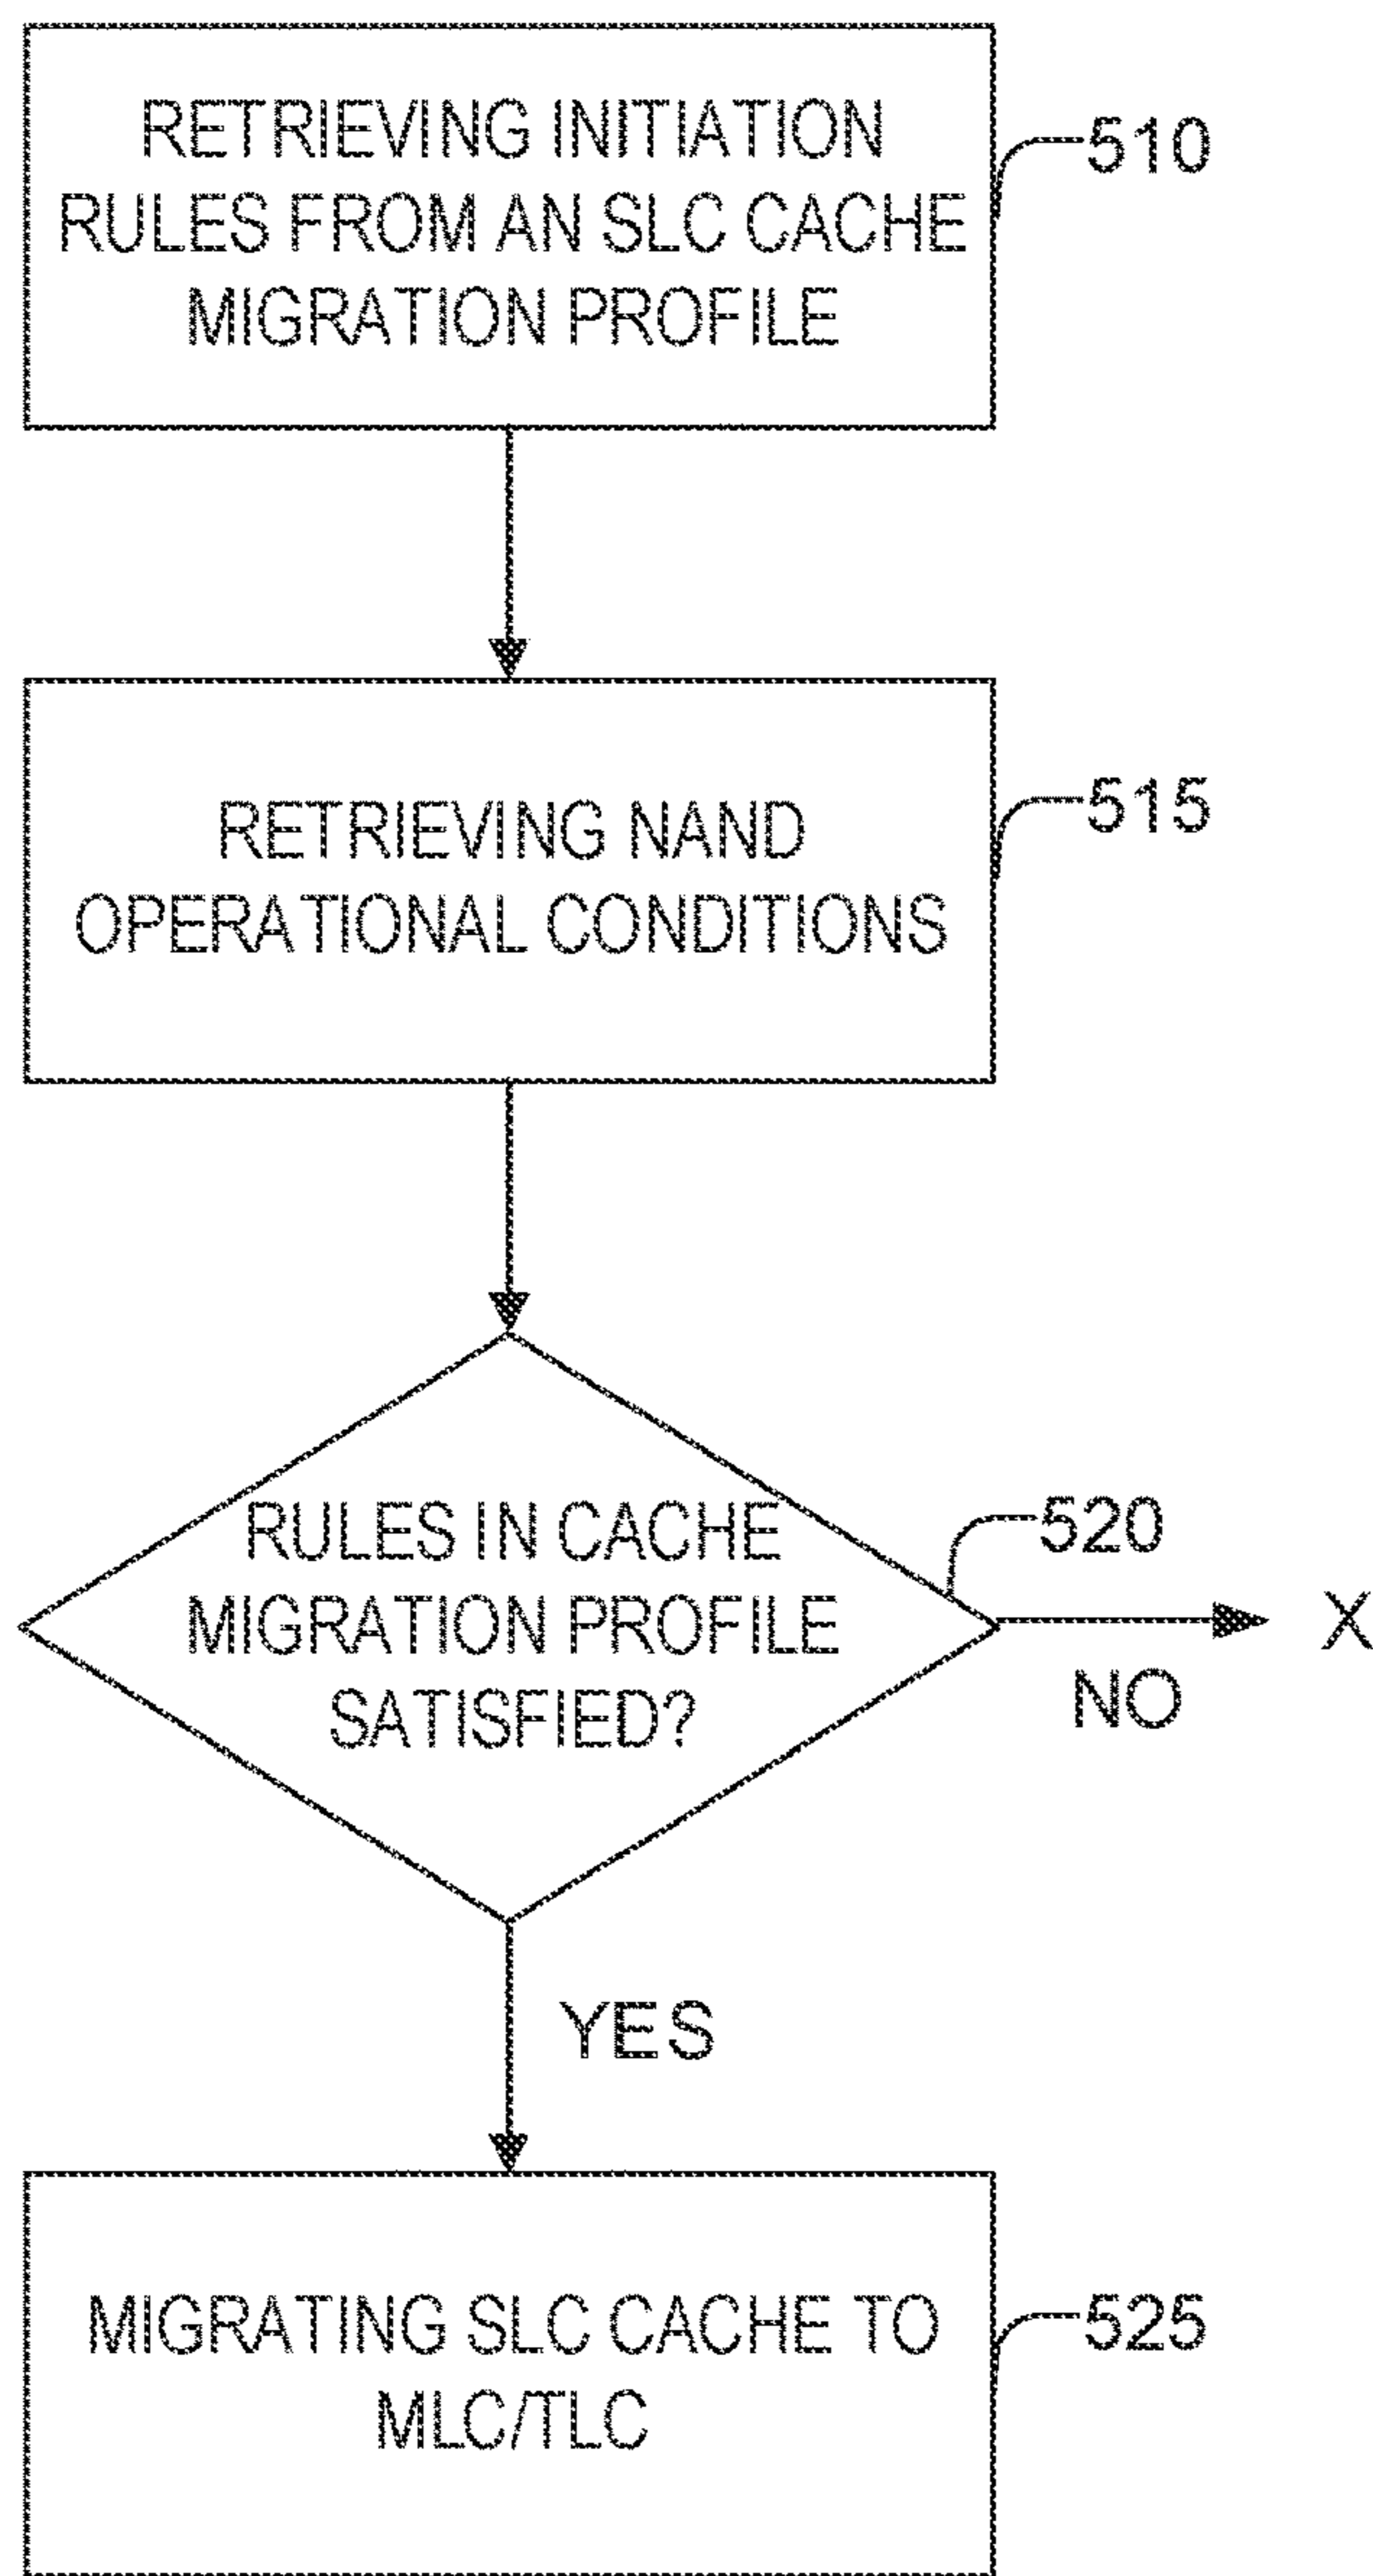 RETRIEVING INITIATION
RULES FROM AN SLC CACHE
MIGRATION PROFILE
510
RETRIEVING NAND
OPERATIONAL CONDITIONS
515
RULES IN CACHE
MIGRATION PROFILE
SATISFIED?
520
X
NO
YES
MIGRATING SLC CACHE TO
MLC/TLC
525